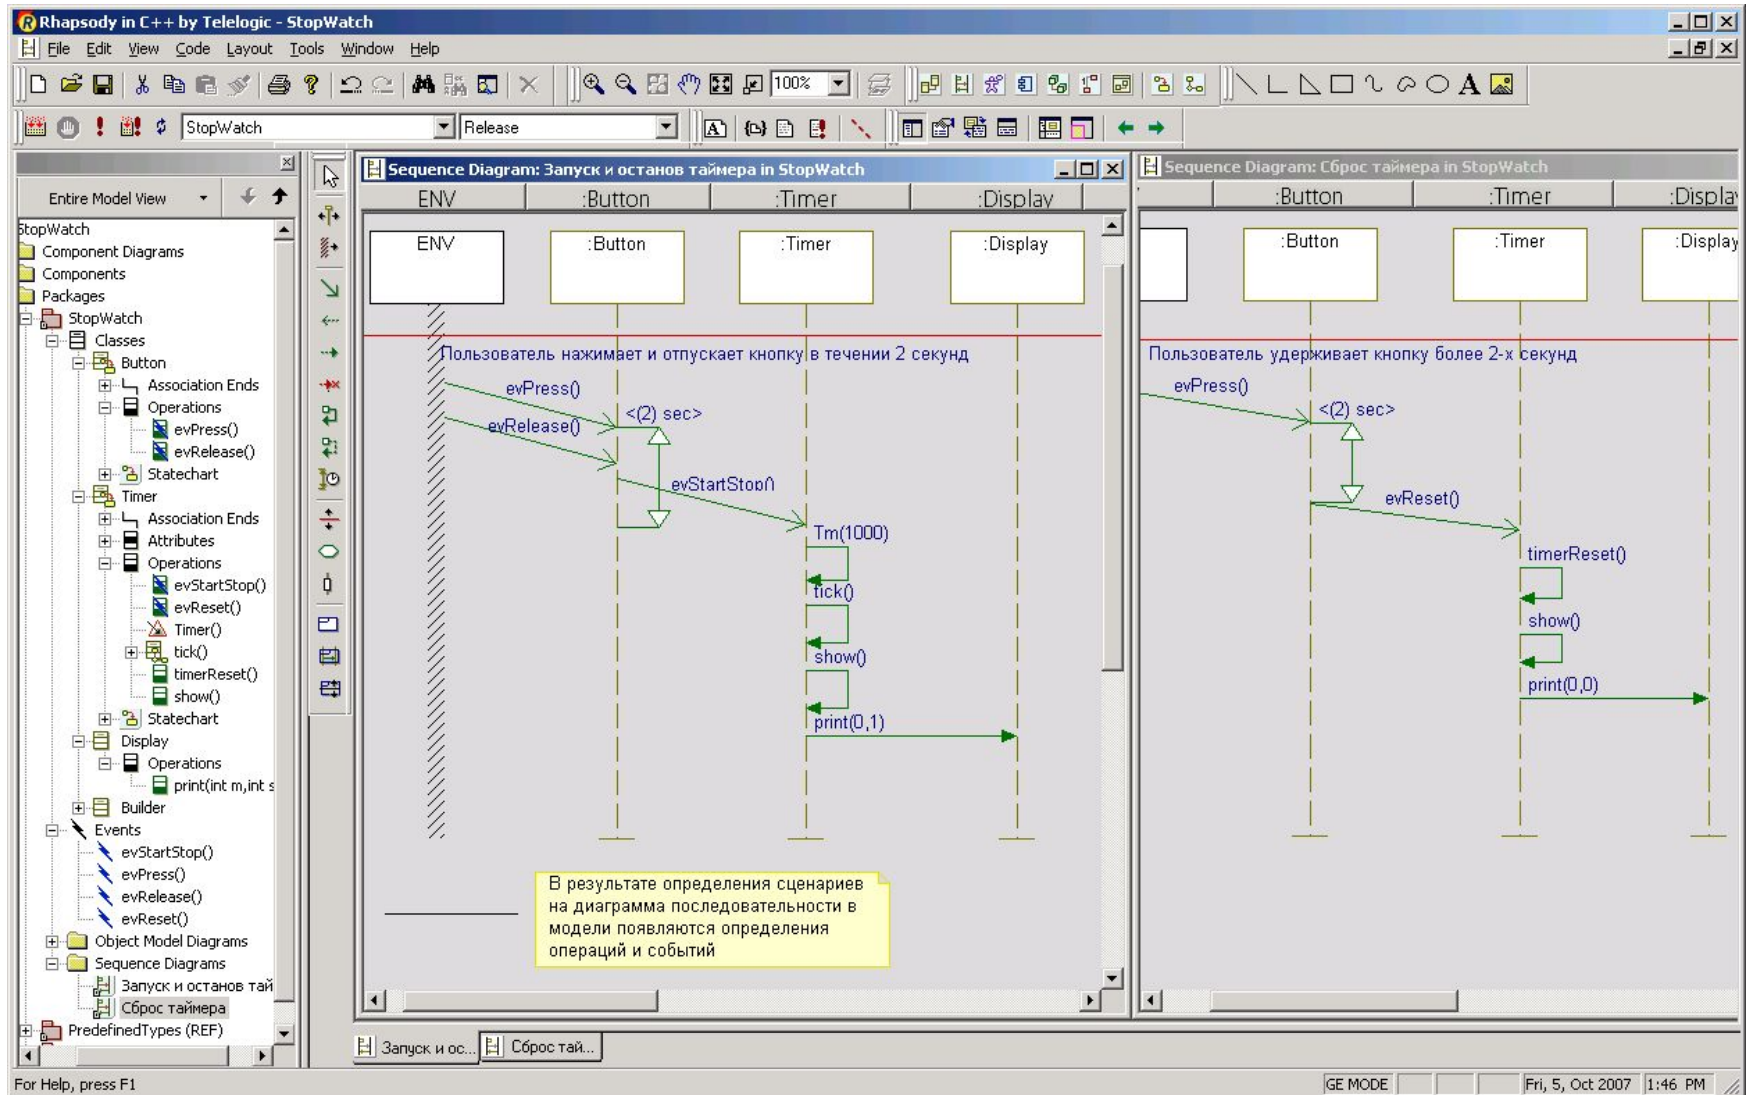 Rhapsody in C++ by Telelogic - StopWatch
File Edit View Code Layout Tools Window Help
100%
StopWatch Release
Entire Model View
StopWatch
Component Diagrams
Components
Packages
StopWatch
Classes
Button
Association Ends
Operations
evPress()
evRelease()
Statechart
Timer
Association Ends
Attributes
Operations
evStartStop()
evReset()
Timer()
tick()
timerReset()
show()
Statechart
Display
Operations
print(int m,int s
Builder
Events
evStartStop()
evPress()
evRelease()
evReset()
Object Model Diagrams
Sequence Diagrams
Запуск и останов тай
Сброс таймера
PredefinedTypes (REF)
Sequence Diagram: Запуск и останов таймера in StopWatch
ENV :Button :Timer :Display
ENV :Button :Timer :Display
Пользователь нажимает и отпускает кнопку в течении 2 секунд
evPress()
<(2) sec>
evRelease()
evStartStop()
Tm(1000)
tick()
show()
print(0,1)
В результате определения сценариев
на диаграмма последовательности в
модели появляются определения
операций и событий
Sequence Diagram: Сброс таймера in StopWatch
:Button :Timer :Displa
:Button :Timer :Display
Пользователь удерживает кнопку более 2-х секунд
evPress()
<(2) sec>
evReset()
timerReset()
show()
print(0,0)
Запуск и ос... Сброс тай...
For Help, press F1 GE MODE Fri, 5, Oct 2007 1:46 PM